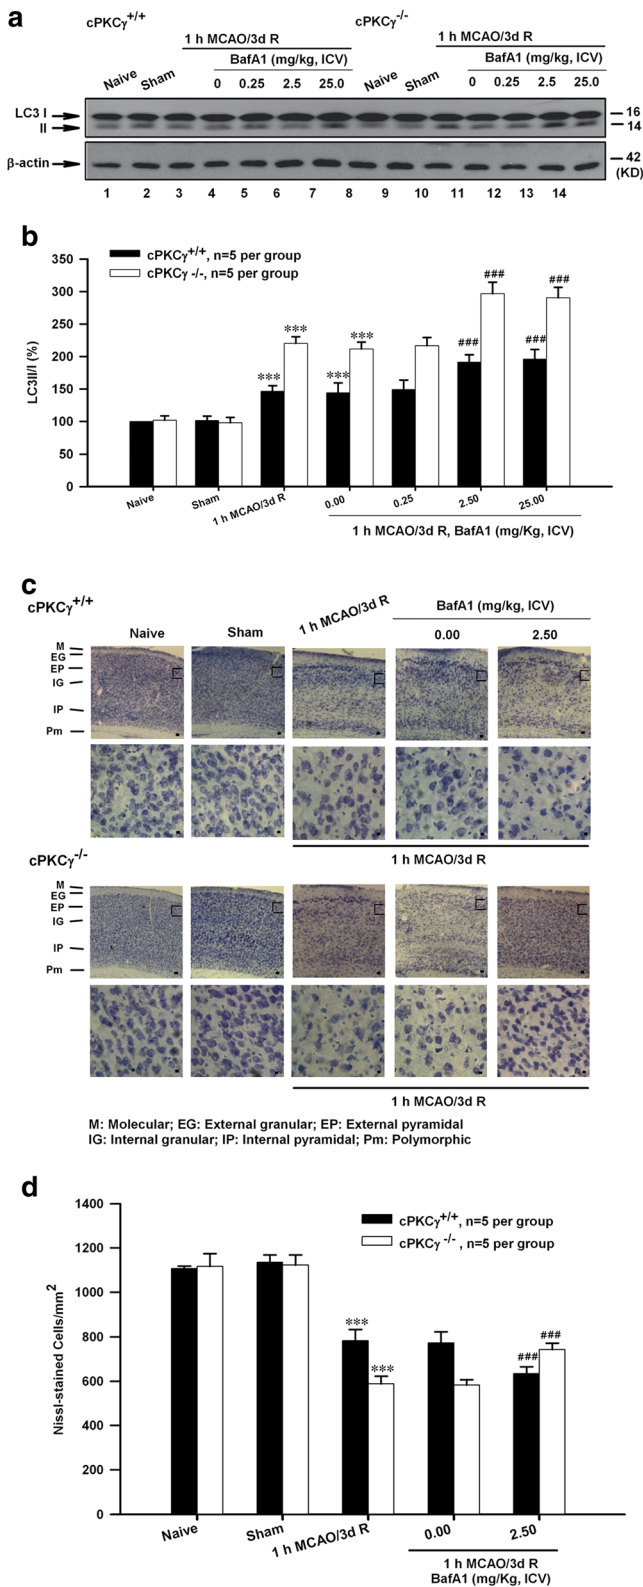 a
cPKCγ+/+
cPKCγ-/-
1 h MCAO/3d R
1 h MCAO/3d R
BafA1 (mg/kg, ICV)
BafA1 (mg/kg, ICV)
Naive Sham 0 0.25 2.5 25.0 Naive Sham 0 0.25 2.5 25.0
LC3 I
II
16
14
β-actin
42
(KD)
1 2 3 4 5 6 7 8 9 10 11 12 13 14
b
cPKCγ+/+, n=5 per group
cPKCγ -/-, n=5 per group
LC3II/I (%)
350
300
250
200
150
100
50
0
*** *** *** *** ### ### ### ###
Naive Sham 1 h MCAO/3d R 0.00 0.25 2.50 25.00
1 h MCAO/3d R, BafA1 (mg/Kg, ICV)
c
cPKCγ+/+
1 h MCAO/3d R
BafA1 (mg/kg, ICV)
Naive Sham 0.00 2.50
M
EG
EP
IG
IP
Pm
1 h MCAO/3d R
cPKCγ-/-
M
EG
EP
IG
IP
Pm
1 h MCAO/3d R
M: Molecular; EG: External granular; EP: External pyramidal
IG: Internal granular; IP: Internal pyramidal; Pm: Polymorphic
d
cPKCγ+/+, n=5 per group
cPKCγ -/- , n=5 per group
Nissl-stained Cells/mm2
1400
1200
1000
800
600
400
200
0
*** *** ### ###
Naive Sham 1 h MCAO/3d R 0.00 2.50
1 h MCAO/3d R
BafA1 (mg/Kg, ICV)